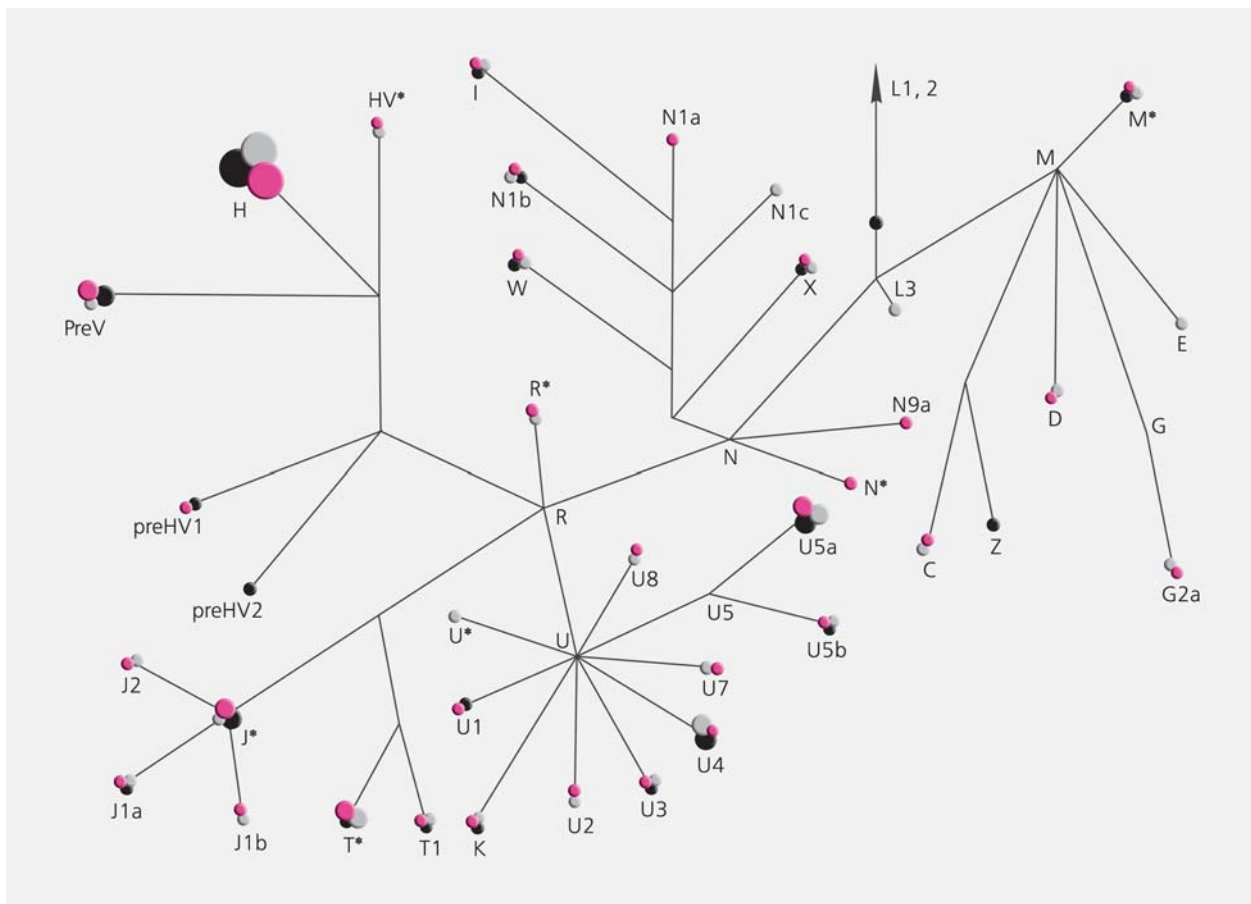 I
L1, 2
HV*
N1a
M*
M
H
N1b
N1c
W
X
L3
PreV
E
R*
N9a
D
G
N
N*
preHV1
R
U5a
Z
C
U8
G2a
preHV2
U5
U*
U
U5b
J2
U7
U1
J*
U4
J1a
U3
U2
J1b
T*
T1
K